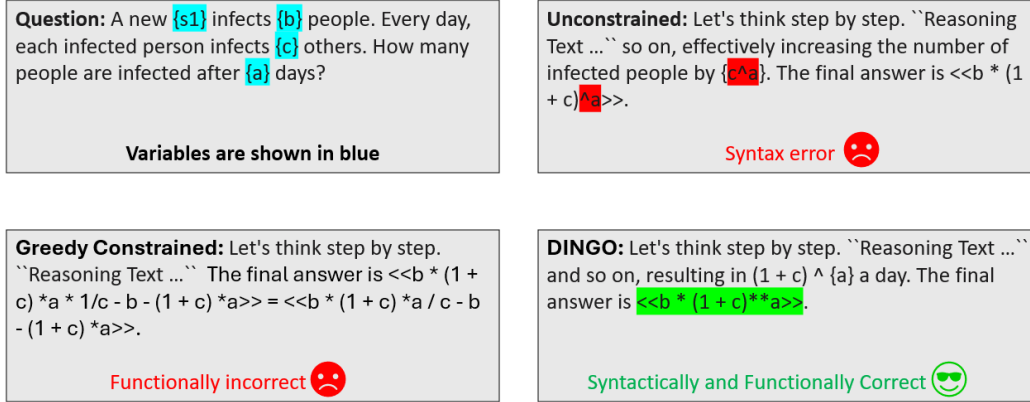 Question: A new {s1} infects {b} people. Every day,
each infected person infects {c} others. How many
people are infected after {a} days?
Variables are shown in blue
Unconstrained: Let's think step by step. ``Reasoning
Text ...`` so on, effectively increasing the number of
infected people by {c^a}. The final answer is <<b * (1
+ c)^a>>.
Syntax error
Greedy Constrained: Let's think step by step.
``Reasoning Text ...`` The final answer is <<b * (1 +
c) *a * 1/c - b - (1 + c) *a>> = <<b * (1 + c) *a / c - b
- (1 + c) *a>>.
Functionally incorrect
DINGO: Let's think step by step. ``Reasoning Text ...``
and so on, resulting in (1 + c) ^ {a} a day. The final
answer is <<b * (1 + c)**a>>.
Syntactically and Functionally Correct